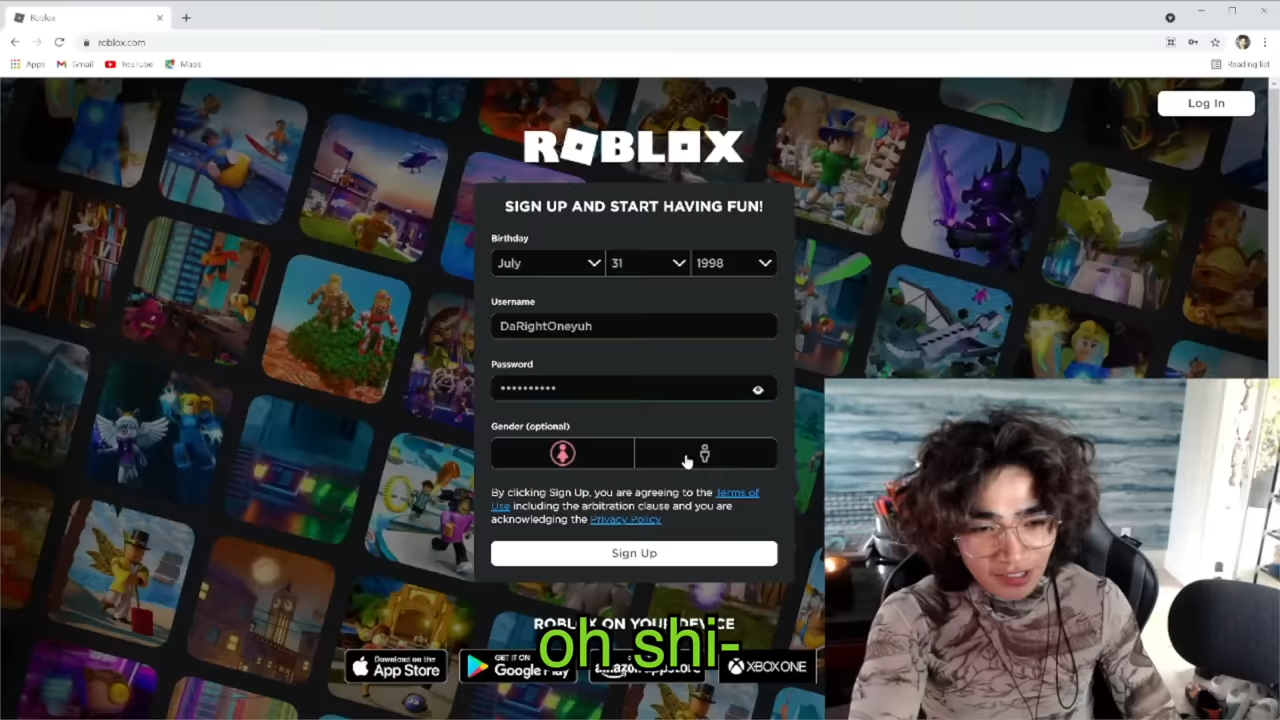 Roblox
roblox.com
Apps Gmail YouTube Maps Reading list
Log In
ROBLOX
SIGN UP AND START HAVING FUN!
Birthday
July 31 1998
Username
DaRightOneyuh
Password
Gender (optional)
By clicking Sign Up, you are agreeing to the Terms of
Use including the arbitration clause and you are
acknowledging the Privacy Policy
Sign Up
ROBLOX ON YOUR DEVICE
oh shi-
Download on the
App Store
GET IT ON
Google Play
amazon appstore
XBOX ONE